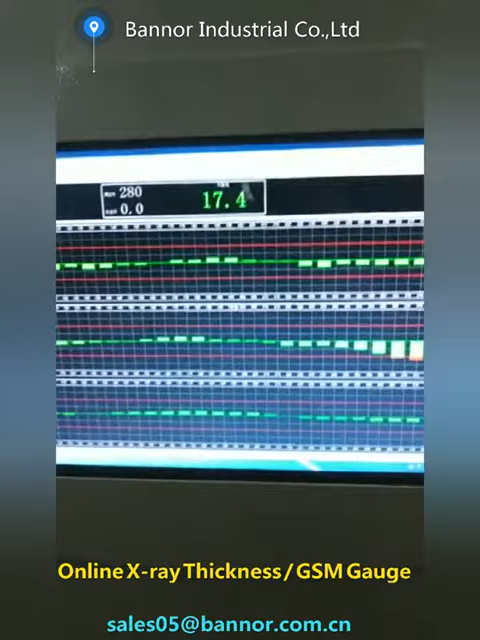 Bannor Industrial Co.,Ltd
280
17.4
0.0
Online X-ray Thickness / GSM Gauge
sales05@bannor.com.cn